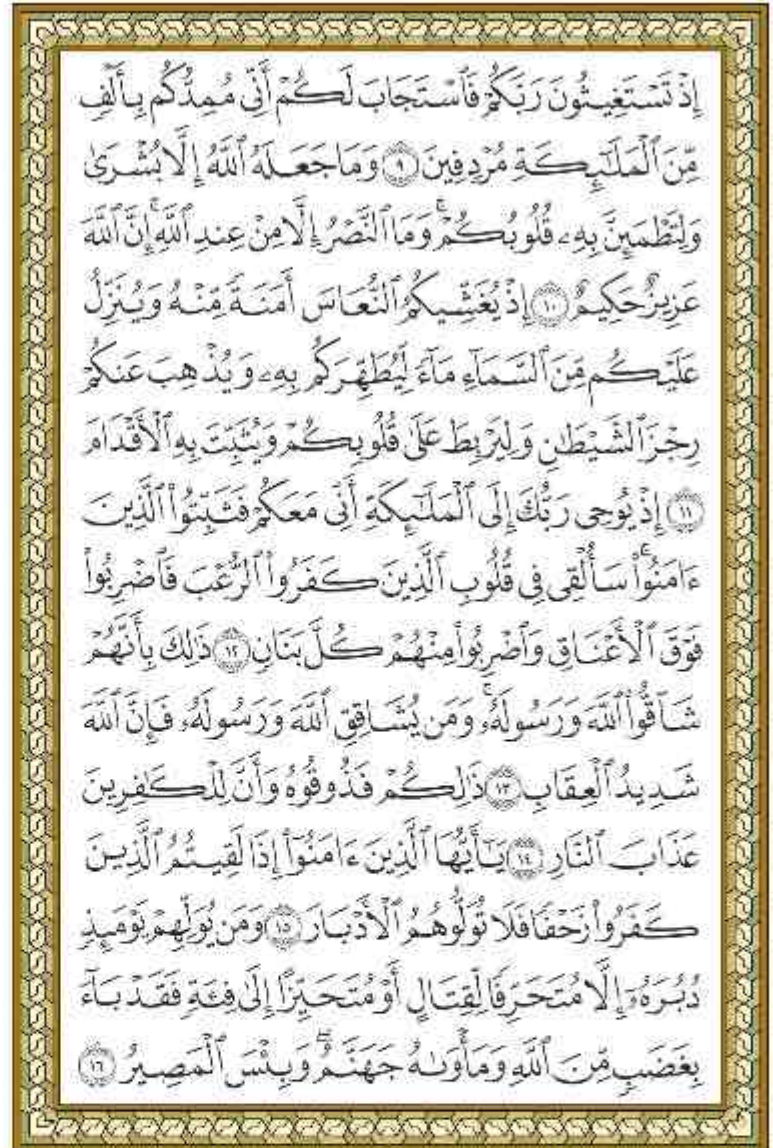 إِذْ تَسْتَغِيثُونَ رَبَّكُمْ فَٱسْتَجَابَ لَكُمْ أَنِّى مُمِدُّكُم بِأَلْفٍ
مِّنَ ٱلْمَلَـٰٓئِكَةِ مُرْدِفِينَ ٩ وَمَا جَعَلَهُ ٱللَّهُ إِلَّا بُشْرَىٰ
وَلِتَطْمَئِنَّ بِهِۦ قُلُوبُكُمْ ۚ وَمَا ٱلنَّصْرُ إِلَّا مِنْ عِندِ ٱللَّهِ ۚ إِنَّ ٱللَّهَ
عَزِيزٌ حَكِيمٌ ١٠ إِذْ يُغَشِّيكُمُ ٱلنُّعَاسَ أَمَنَةً مِّنْهُ وَيُنَزِّلُ
عَلَيْكُم مِّنَ ٱلسَّمَآءِ مَآءً لِّيُطَهِّرَكُم بِهِۦ وَيُذْهِبَ عَنكُمْ
رِجْزَ ٱلشَّيْطَـٰنِ وَلِيَرْبِطَ عَلَىٰ قُلُوبِكُمْ وَيُثَبِّتَ بِهِ ٱلْأَقْدَامَ
١١ إِذْ يُوحِى رَبُّكَ إِلَى ٱلْمَلَـٰٓئِكَةِ أَنِّى مَعَكُمْ فَثَبِّتُوا۟ ٱلَّذِينَ
ءَامَنُوا۟ ۚ سَأُلْقِى فِى قُلُوبِ ٱلَّذِينَ كَفَرُوا۟ ٱلرُّعْبَ فَٱضْرِبُوا۟
فَوْقَ ٱلْأَعْنَاقِ وَٱضْرِبُوا۟ مِنْهُمْ كُلَّ بَنَانٍ ١٢ ذَٰلِكَ بِأَنَّهُمْ
شَآقُّوا۟ ٱللَّهَ وَرَسُولَهُۥ ۚ وَمَن يُشَاقِقِ ٱللَّهَ وَرَسُولَهُۥ فَإِنَّ ٱللَّهَ
شَدِيدُ ٱلْعِقَابِ ١٣ ذَٰلِكُمْ فَذُوقُوهُ وَأَنَّ لِلْكَـٰفِرِينَ
عَذَابَ ٱلنَّارِ ١٤ يَـٰٓأَيُّهَا ٱلَّذِينَ ءَامَنُوٓا۟ إِذَا لَقِيتُمُ ٱلَّذِينَ
كَفَرُوا۟ زَحْفًا فَلَا تُوَلُّوهُمُ ٱلْأَدْبَارَ ١٥ وَمَن يُوَلِّهِمْ يَوْمَئِذٍ
دُبُرَهُۥٓ إِلَّا مُتَحَرِّفًا لِّقِتَالٍ أَوْ مُتَحَيِّزًا إِلَىٰ فِئَةٍ فَقَدْ بَآءَ
بِغَضَبٍ مِّنَ ٱللَّهِ وَمَأْوَىٰهُ جَهَنَّمُ ۖ وَبِئْسَ ٱلْمَصِيرُ ١٦